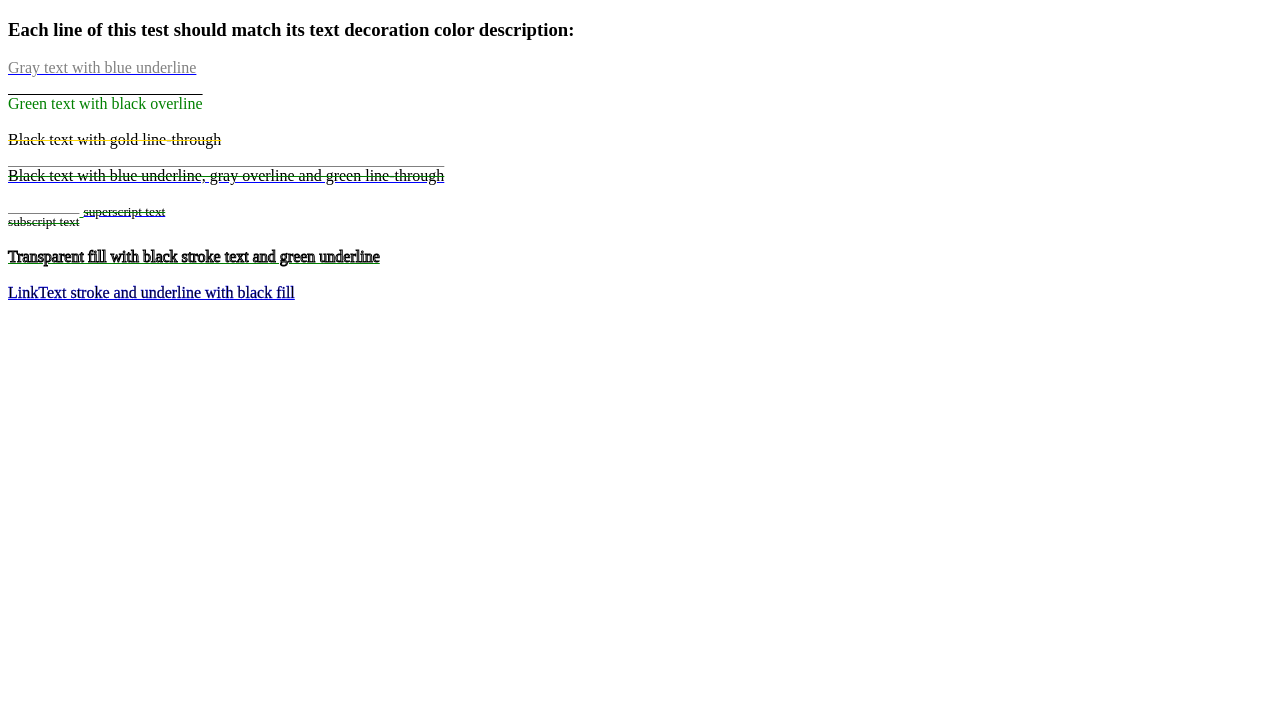 Each line of this test should match its text decoration color description:
Gray text with blue underline
Green text with black overline
Black text with gold line-through
Black text with blue underline, gray overline and green line-through
subscript text superscript text
Transparent fill with black stroke text and green underline
LinkText stroke and underline with black fill